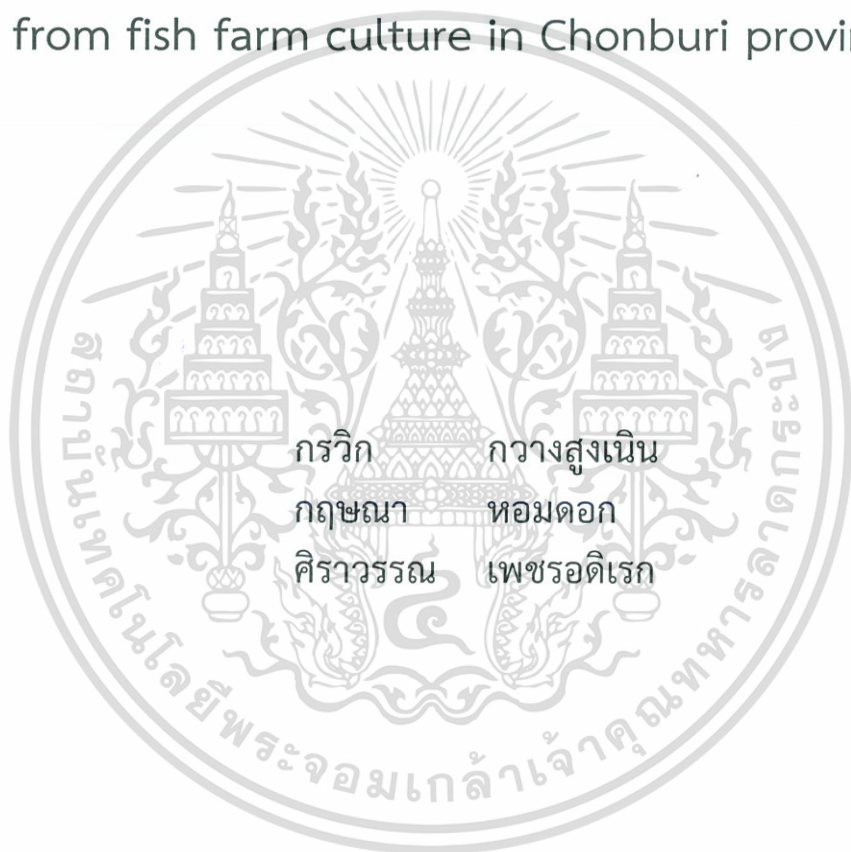 from fish farm culture in Chonburi provin
กรวิก กวางสูงเนิน
กฤษณา หอมดอก
ศิราวรรณ เพชรอดิเรก
๔
สถาบันเทคโนโลยีพระจอมเกล้าเจ้าคุณทหารลาดกระบัง